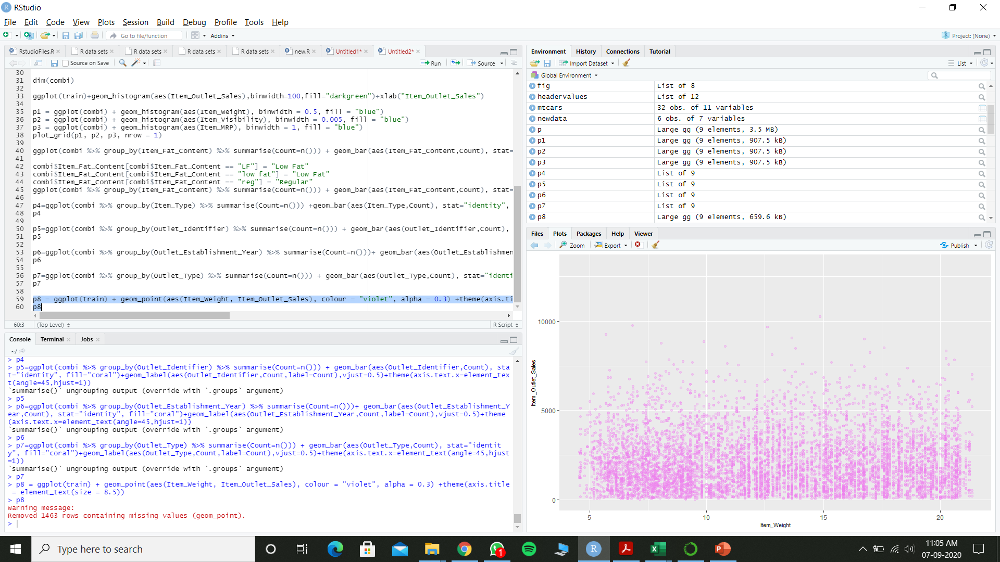 RStudio
File Edit Code View Plots Session Build Debug Profile Tools Help
Go to file/function Addins Project: (None)
RstudioFiles.R R data sets R data sets R data sets R data sets new.R Untitled1* Untitled2*
Source on Save Run Source
30
31 dim(combi)
32
33 ggplot(train)+geom_histogram(aes(Item_Outlet_Sales),binwidth=100,fill="darkgreen")+xlab("Item_Outlet_Sales")
34
35 p1 = ggplot(combi) + geom_histogram(aes(Item_Weight), binwidth = 0.5, fill = "blue")
36 p2 = ggplot(combi) + geom_histogram(aes(Item_Visibility), binwidth = 0.005, fill = "blue")
37 p3 = ggplot(combi) + geom_histogram(aes(Item_MRP), binwidth = 1, fill = "blue")
38 plot_grid(p1, p2, p3, nrow = 1)
39
40 ggplot(combi %>% group_by(Item_Fat_Content) %>% summarise(Count=n())) + geom_bar(aes(Item_Fat_Content,Count), stat=
41
42 combi$Item_Fat_Content[combi$Item_Fat_Content == "LF"] = "Low Fat"
43 combi$Item_Fat_Content[combi$Item_Fat_Content == "low fat"] = "Low Fat"
44 combi$Item_Fat_Content[combi$Item_Fat_Content == "reg"] = "Regular"
45 ggplot(combi %>% group_by(Item_Fat_Content) %>% summarise(Count=n())) + geom_bar(aes(Item_Fat_Content,Count), stat=
46
47 p4=ggplot(combi %>% group_by(Item_Type) %>% summarise(Count=n())) +geom_bar(aes(Item_Type,Count), stat="identity",
48 p4
49
50 p5=ggplot(combi %>% group_by(Outlet_Identifier) %>% summarise(Count=n())) + geom_bar(aes(Outlet_Identifier,Count),
51 p5
52
53 p6=ggplot(combi %>% group_by(Outlet_Establishment_Year) %>% summarise(Count=n()))+ geom_bar(aes(Outlet_Establishmen
54 p6
55
56 p7=ggplot(combi %>% group_by(Outlet_Type) %>% summarise(Count=n())) + geom_bar(aes(Outlet_Type,Count), stat="identi
57 p7
58
59 p8 = ggplot(train) + geom_point(aes(Item_Weight, Item_Outlet_Sales), colour = "violet", alpha = 0.3) +theme(axis.ti
60 p8
60:3 (Top Level) R Script
Console Terminal Jobs
~/
> p4
> p5=ggplot(combi %>% group_by(Outlet_Identifier) %>% summarise(Count=n())) + geom_bar(aes(Outlet_Identifier,Count), sta
t="identity", fill="coral")+geom_label(aes(Outlet_Identifier,Count,label=Count),vjust=0.5)+theme(axis.text.x=element_tex
t(angle=45,hjust=1))
`summarise()` ungrouping output (override with `.groups` argument)
> p5
> p6=ggplot(combi %>% group_by(Outlet_Establishment_Year) %>% summarise(Count=n()))+ geom_bar(aes(Outlet_Establishment_Y
ear,Count), stat="identity", fill="coral")+geom_label(aes(Outlet_Establishment_Year,Count,label=Count),vjust=0.5)+theme
(axis.text.x=element_text(angle=45,hjust=1))
`summarise()` ungrouping output (override with `.groups` argument)
> p6
> p7=ggplot(combi %>% group_by(Outlet_Type) %>% summarise(Count=n())) + geom_bar(aes(Outlet_Type,Count), stat="identit
y", fill="coral")+geom_label(aes(Outlet_Type,Count,label=Count),vjust=0.5)+theme(axis.text.x=element_text(angle=45,hjust
=1))
`summarise()` ungrouping output (override with `.groups` argument)
> p7
> p8 = ggplot(train) + geom_point(aes(Item_Weight, Item_Outlet_Sales), colour = "violet", alpha = 0.3) +theme(axis.title
= element_text(size = 8.5))
> p8
Warning message:
Removed 1463 rows containing missing values (geom_point).
>
Environment History Connections Tutorial
Import Dataset List
Global Environment
fig List of 8
headerValues List of 12
mtcars 32 obs. of 11 variables
newdata 6 obs. of 7 variables
p Large gg (9 elements, 3.5 MB)
p1 Large gg (9 elements, 907.5 kB)
p2 Large gg (9 elements, 907.5 kB)
p3 Large gg (9 elements, 907.5 kB)
p4 List of 9
p5 List of 9
p6 List of 9
p7 List of 9
p8 Large gg (9 elements, 659.6 kB)
Files Plots Packages Help Viewer
Zoom Export Publish
10000
5000
0
Item_Outlet_Sales
5 10 15 20
Item_Weight
Type here to search
1
11:05 AM
07-09-2020